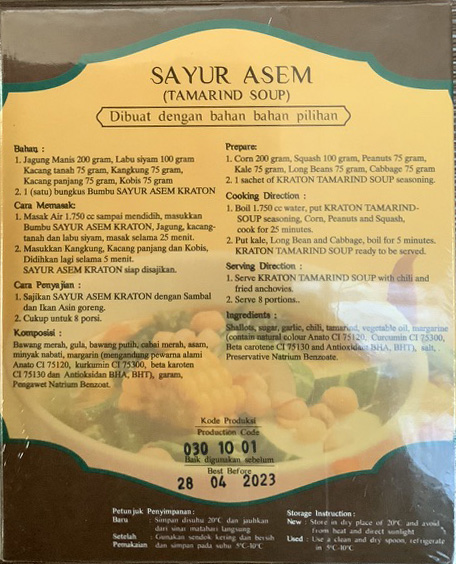 SAYUR ASEM
(TAMARIND SOUP)
Dibuat dengan bahan bahan pilihan
Bahan :
1. Jagung Manis 200 gram, Labu siyam 100 gram
Kacang tanah 75 gram, Kangkung 75 gram,
Kacang panjang 75 gram, Kobis 75 gram
2. 1 (satu) bungkus Bumbu SAYUR ASEM KRATON
Cara Memasak:
1. Masak Air 1.750 cc sampai mendidih, masukkan
Bumbu SAYUR ASEM KRATON, Jagung, kacang-
tanah dan labu siyam, masak selama 25 menit.
2. Masukkan Kangkung, Kacang panjang dan Kobis,
Didihkan lagi selama 5 menit.
SAYUR ASEM KRATON siap disajikan.
Cara Penyajian :
1. Sajikan SAYUR ASEM KRATON dengan Sambal
dan Ikan Asin goreng.
2. Cukup untuk 8 porsi.
Komposisi :
Bawang merah, gula, bawang putih, cabai merah, asam,
minyak nabati, margarin (mengandung pewarna alami
Anato CI 75120, kurkumin CI 75300, beta karoten
CI 75130 dan Antioksidan BHA, BHT), garam,
Pengawet Natrium Benzoat.
Prepare:
1. Corn 200 gram, Squash 100 gram, Peanuts 75 gram,
Kale 75 gram, Long Beans 75 gram, Cabbage 75 gram
2. 1 sachet of KRATON TAMARIND SOUP seasoning.
Cooking Direction :
1. Boil 1.750 cc water, put KRATON TAMARIND-
SOUP seasoning, Corn, Peanuts and Squash,
cook for 25 minutes.
2. Put kale, Long Bean and Cabbage, boil for 5 minutes.
KRATON TAMARIND SOUP ready to be served.
Serving Direction :
1. Serve KRATON TAMARIND SOUP with chili and
fried anchovies.
2. Serve 8 portions..
Ingredients :
Shallots, sugar, garlic, chili, tamarind, vegetable oil, margarine
(contain natural colour Anato CI 75120, Curcumin CI 75300,
Beta carotene CI 75130 and Antioxidant BHA, BHT), salt,
Preservative Natrium Benzoate.
Kode Produksi
Production Code
030 10 01
Baik digunakan sebelum
Best Before
28 04 2023
Petunjuk Penyimpanan :
Baru : Simpan disuhu 20°C dan jauhkan
dari sinar matahari langsung
Setelah : Gunakan sendok kering dan bersih
Pemakaian dan simpan pada suhu 5°C-10°C
Storage Instruction :
New : Store in dry place of 20°C and avoid
from heat and direct sunlight
Used : Use a clean and dry spoon, refrigerate
in 5°C-10°C